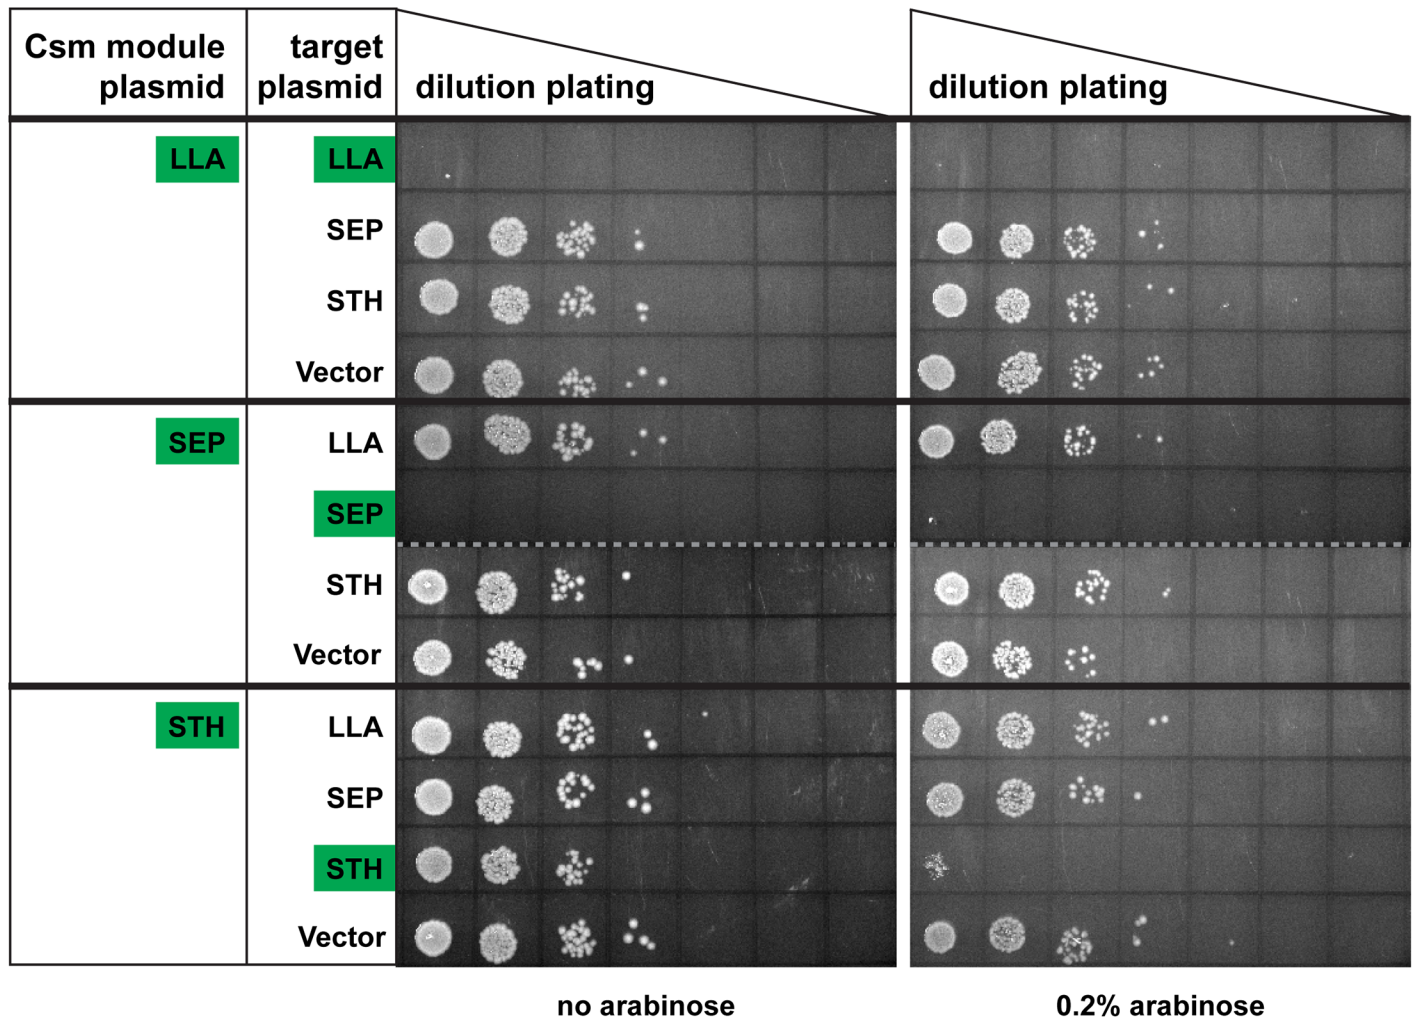 Csm module plasmid
target plasmid
dilution plating
dilution plating
LLA
LLA
SEP
STH
Vector
SEP
LLA
SEP
STH
Vector
STH
LLA
SEP
STH
Vector
no arabinose
0.2% arabinose